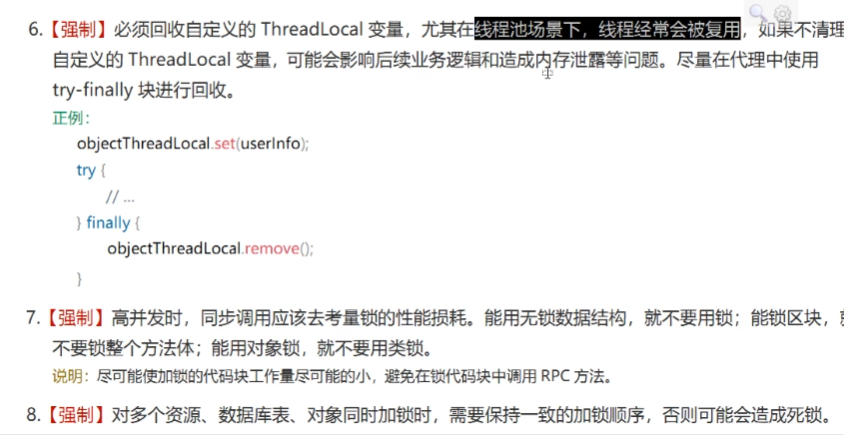 6.【强制】必须回收自定义的 ThreadLocal 变量，尤其在线程池场景下，线程经常会被复用，如果不清理
自定义的 ThreadLocal 变量，可能会影响后续业务逻辑和造成内存泄露等问题。尽量在代理中使用
try-finally 块进行回收。
正例：
objectThreadLocal.set(userInfo);
try {
// ...
} finally {
objectThreadLocal.remove();
}
7.【强制】高并发时，同步调用应该去考量锁的性能损耗。能用无锁数据结构，就不要用锁；能锁区块，
不要锁整个方法体；能用对象锁，就不要用类锁。
说明：尽可能使加锁的代码块工作量尽可能的小，避免在锁代码块中调用 RPC 方法。
8.【强制】对多个资源、数据库表、对象同时加锁时，需要保持一致的加锁顺序，否则可能会造成死锁。